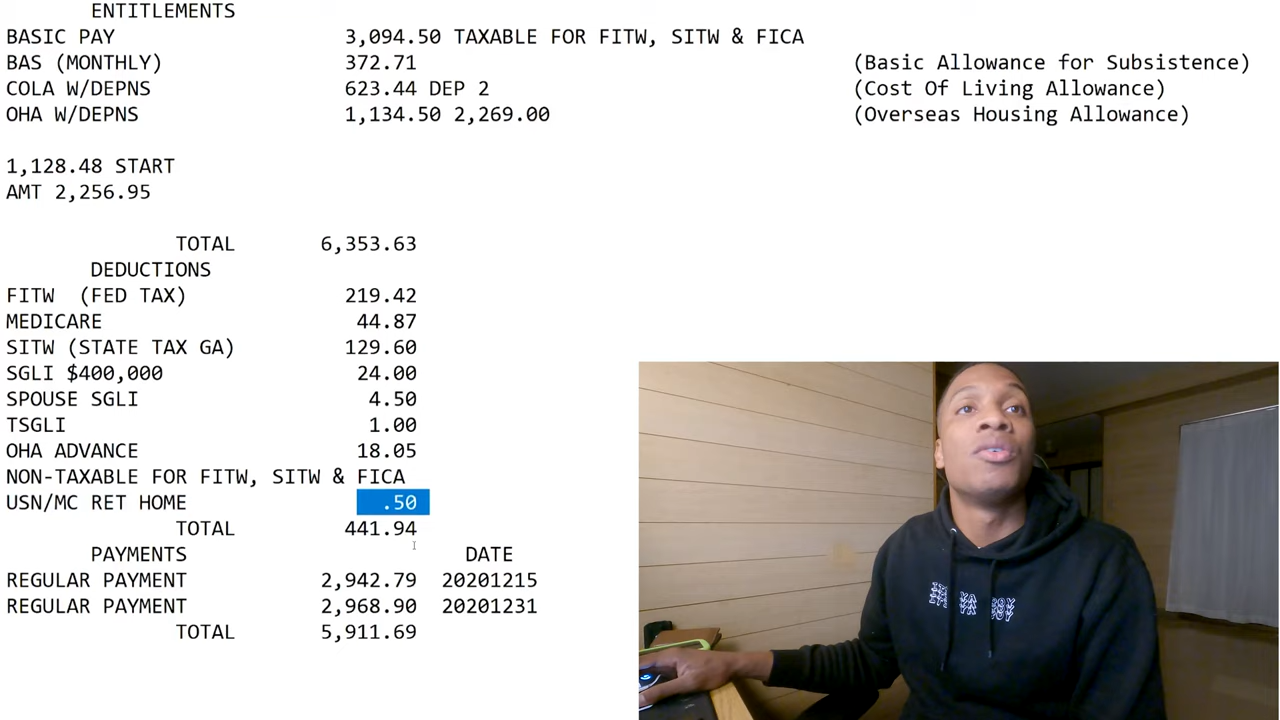 ENTITLEMENTS
BASIC PAY 3,094.50 TAXABLE FOR FITW, SITW & FICA
BAS (MONTHLY) 372.71 (Basic Allowance for Subsistence)
COLA W/DEPNS 623.44 DEP 2 (Cost Of Living Allowance)
OHA W/DEPNS 1,134.50 2,269.00 (Overseas Housing Allowance)
1,128.48 START
AMT 2,256.95
TOTAL 6,353.63
DEDUCTIONS
FITW (FED TAX) 219.42
MEDICARE 44.87
SITW (STATE TAX GA) 129.60
SGLI $400,000 24.00
SPOUSE SGLI 4.50
TSGLI 1.00
OHA ADVANCE 18.05
NON-TAXABLE FOR FITW, SITW & FICA
USN/MC RET HOME .50
TOTAL 441.94
PAYMENTS DATE
REGULAR PAYMENT 2,942.79 20201215
REGULAR PAYMENT 2,968.90 20201231
TOTAL 5,911.69